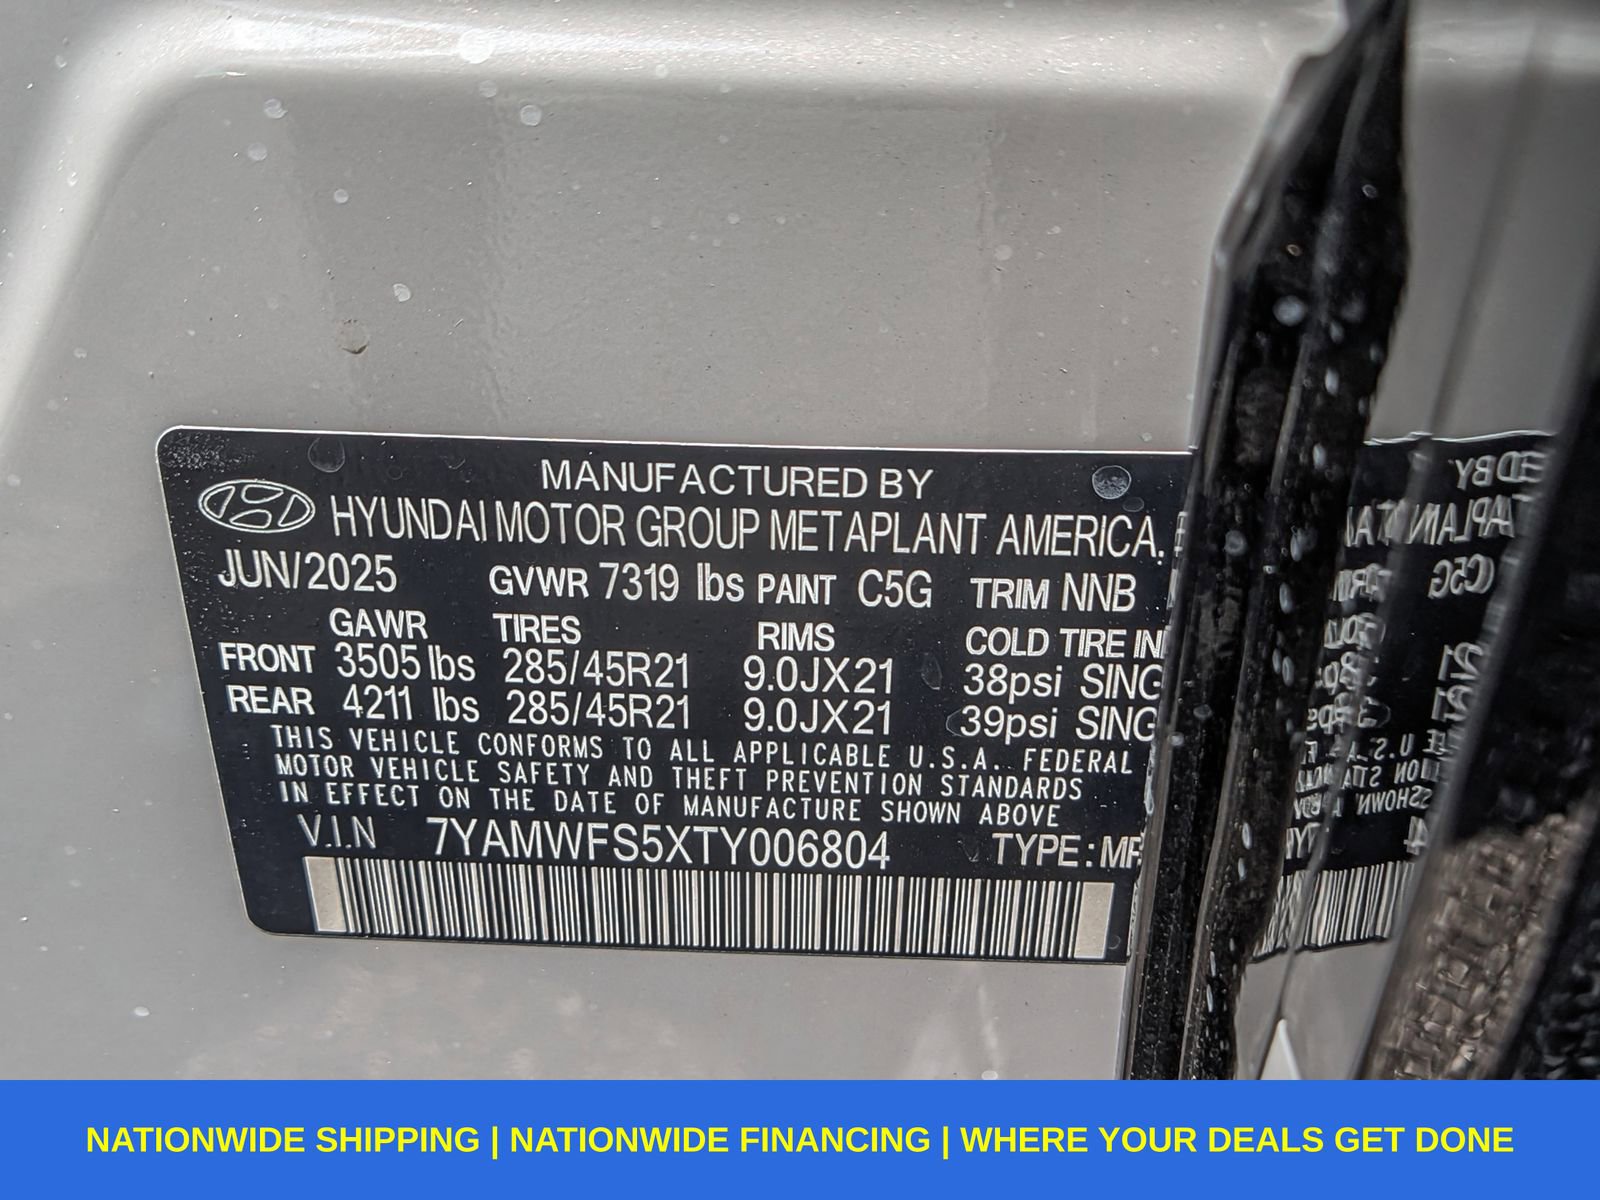 MANUFACTURED BY
HYUNDAI MOTOR GROUP METAPLANT AMERICA.
JUN/2025 GVWR 7319 lbs PAINT C5G TRIM NNB
GAWR TIRES RIMS COLD TIRE IN
FRONT 3505 lbs 285/45R21 9.0JX21 38psi SING
REAR 4211 lbs 285/45R21 9.0JX21 39psi SING
THIS VEHICLE CONFORMS TO ALL APPLICABLE U.S.A. FEDERAL
MOTOR VEHICLE SAFETY AND THEFT PREVENTION STANDARDS
IN EFFECT ON THE DATE OF MANUFACTURE SHOWN ABOVE
V.I.N 7YAMWFS5XTY006804 TYPE:
NATIONWIDE SHIPPING | NATIONWIDE FINANCING | WHERE YOUR DEALS GET DONE